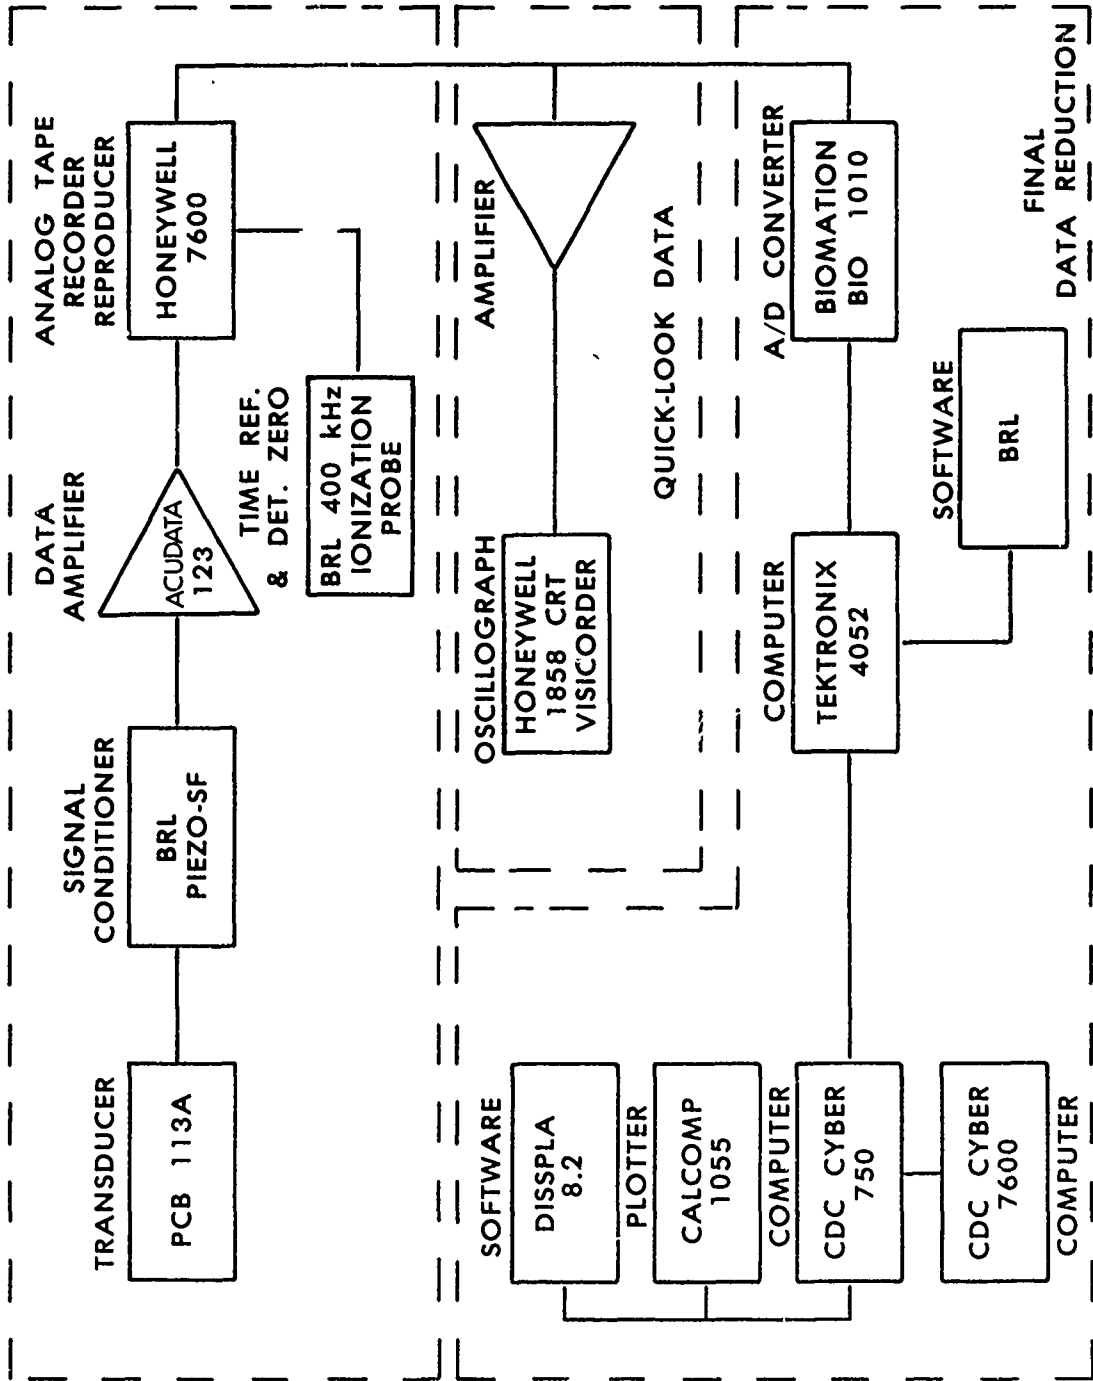 TRANSDUCER
PCB 113A
SIGNAL
CONDITIONER
BRL
PIEZO-SF
DATA
AMPLIFIER
ACUDATA
123
ANALOG TAPE
RECORDER
REPRODUCER
HONEYWELL
7600
TIME REF.
& DET. ZERO
BRL 400 kHz
IONIZATION
PROBE
OSCILLOGRAPH
HONEYWELL
1858 CRT
VISICORDER
AMPLIFIER
QUICK-LOOK DATA
SOFTWARE
DISSPLA
8.2
PLOTTER
CALCOMP
1055
COMPUTER
CDC CYBER
750
CDC CYBER
7600
COMPUTER
COMPUTER
TEKTRONIX
4052
A/D CONVERTER
BIOMATION
BIO 1010
SOFTWARE
BRL
FINAL
DATA REDUCTION